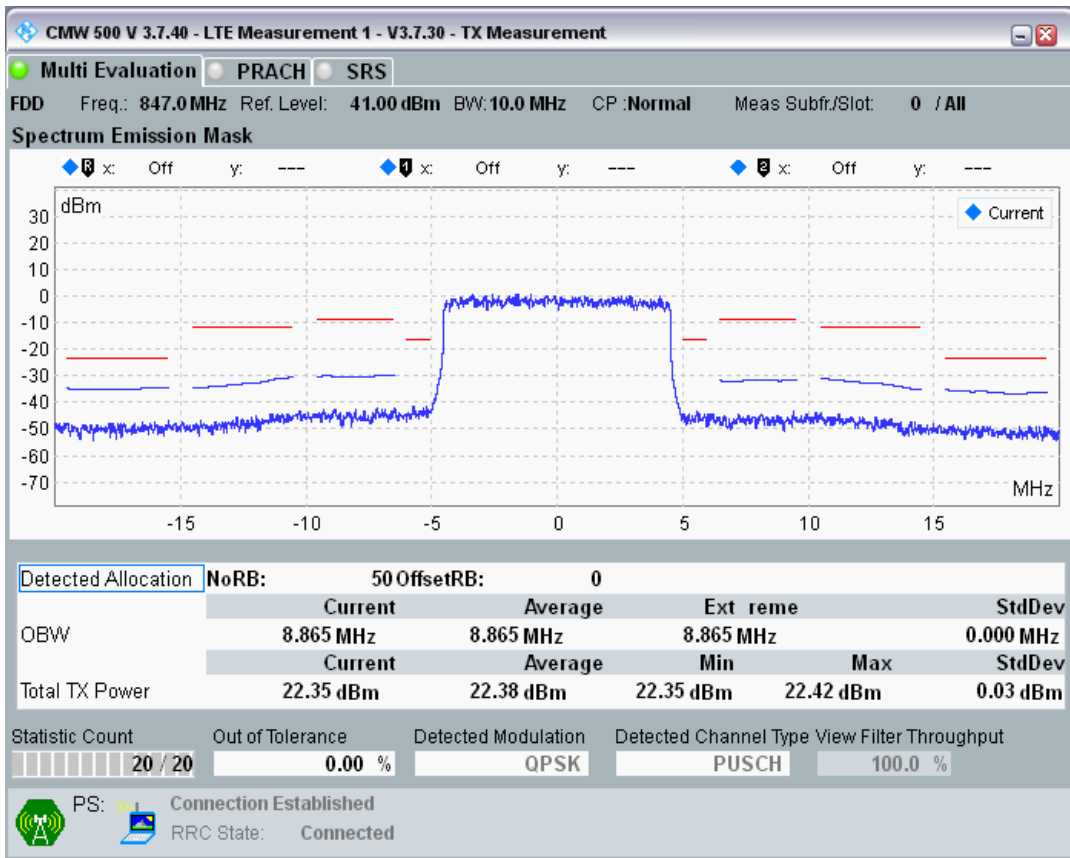 CMW 500 V 3.7.40 - LTE Measurement 1 - V3.7.30 - TX Measurement
Multi Evaluation PRACH SRS
FDD Freq.: 847.0 MHz Ref. Level: 41.00 dBm BW: 10.0 MHz CP :Normal Meas Subfr./Slot: 0 / All
Spectrum Emission Mask
R x: Off y: --- 1 x: Off y: --- 2 x: Off y: ---
dBm
Current
30
20
10
0
-10
-20
-30
-40
-50
-60
-70
MHz
-15 -10 -5 0 5 10 15
Detected Allocation NoRB: 50 OffsetRB: 0
Current Average Ext reme StdDev
OBW 8.865 MHz 8.865 MHz 8.865 MHz 0.000 MHz
Current Average Min Max StdDev
Total TX Power 22.35 dBm 22.38 dBm 22.35 dBm 22.42 dBm 0.03 dBm
Statistic Count Out of Tolerance Detected Modulation Detected Channel Type View Filter Throughput
20 / 20 0.00 % QPSK PUSCH 100.0 %
PS: Connection Established
RRC State: Connected